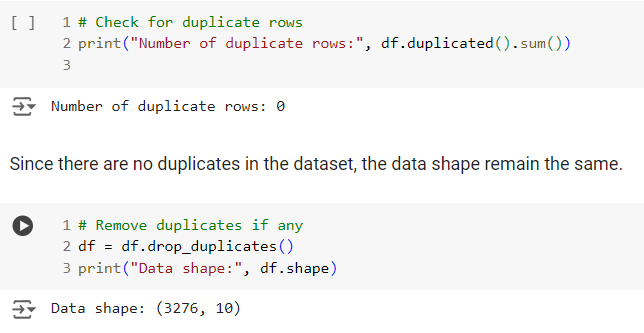 [ ] 1 # Check for duplicate rows
2 print("Number of duplicate rows:", df.duplicated().sum())
3
Number of duplicate rows: 0
Since there are no duplicates in the dataset, the data shape remain the same.
1 # Remove duplicates if any
2 df = df.drop_duplicates()
3 print("Data shape:", df.shape)
Data shape: (3276, 10)